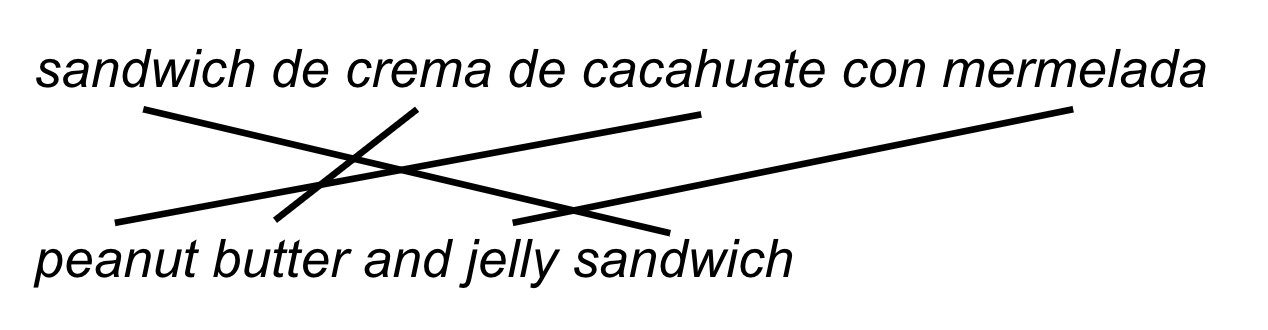 sandwich de crema de cacahuate con mermelada
peanut butter and jelly sandwich